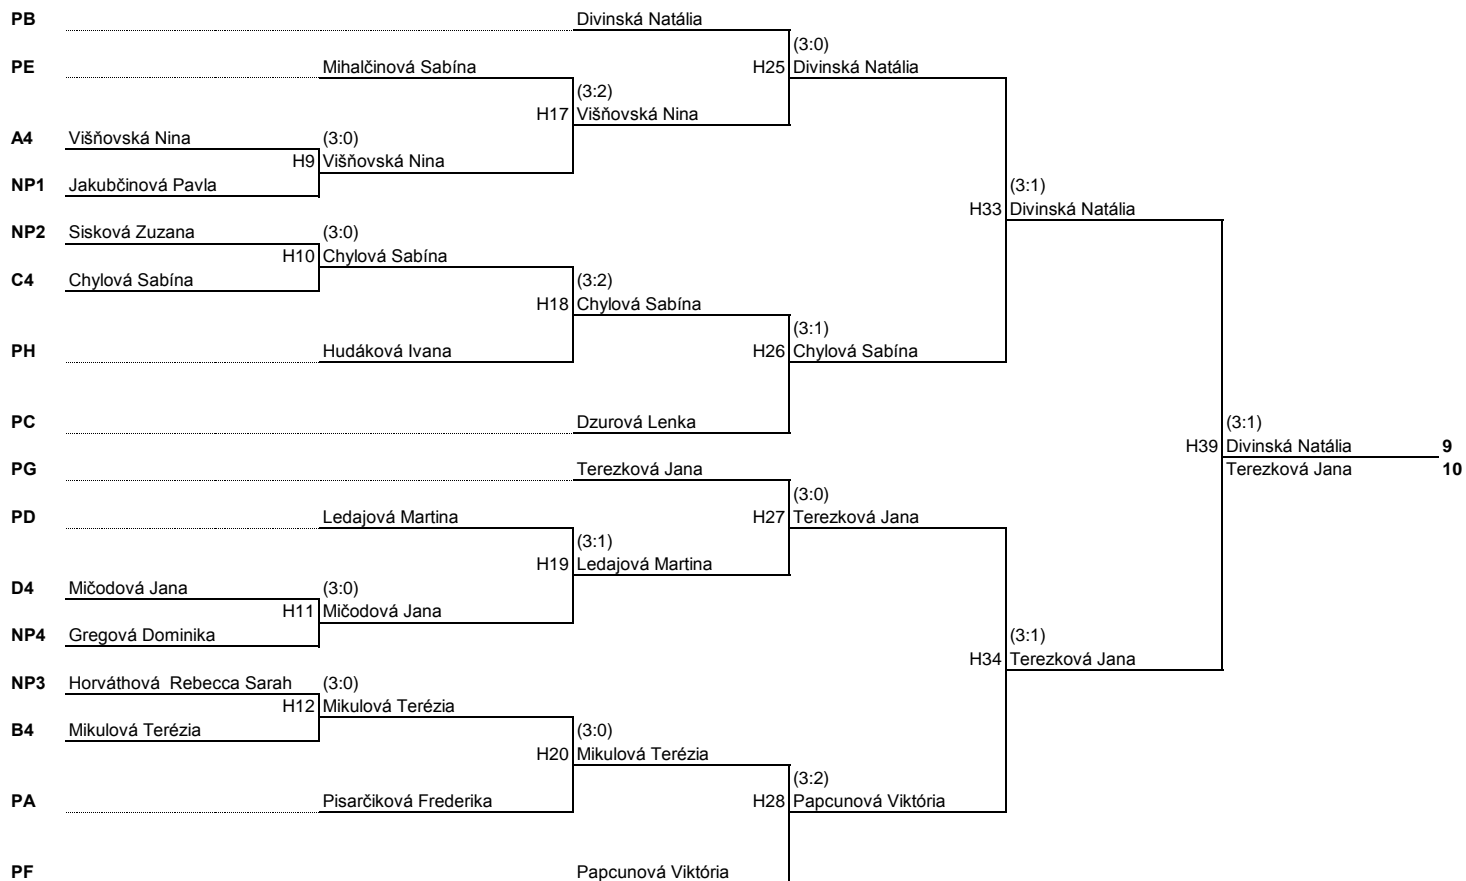 PB Divinská Natália
(3:0)
PE Mihalčinová Sabína H25 Divinská Natália
(3:2)
H17 Višňovská Nina
A4 Višňovská Nina (3:0)
H9 Višňovská Nina
NP1 Jakubčinová Pavla (3:1)
H33 Divinská Natália
NP2 Sisková Zuzana (3:0)
H10 Chylová Sabína
C4 Chylová Sabína (3:2)
H18 Chylová Sabína
(3:1)
PH Hudáková Ivana H26 Chylová Sabína
PC Dzurová Lenka (3:1)
H39 Divinská Natália 9
PG Terezková Jana Terezková Jana 10
(3:0)
PD Ledajová Martina H27 Terezková Jana
(3:1)
H19 Ledajová Martina
D4 Mičodová Jana (3:0)
H11 Mičodová Jana
NP4 Gregová Dominika (3:1)
H34 Terezková Jana
NP3 Horváthová  Rebecca Sarah (3:0)
H12 Mikulová Terézia
B4 Mikulová Terézia (3:0)
H20 Mikulová Terézia
(3:2)
PA Pisarčiková Frederika H28 Papcunová Viktória
PF Papcunová Viktória